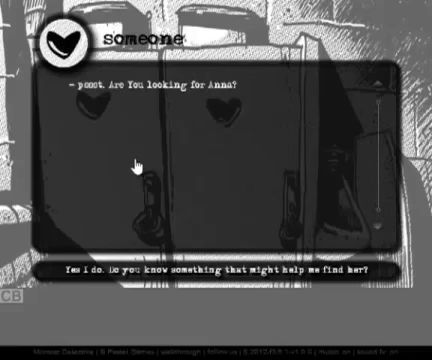 someone
- pssst. Are You looking for Anna?
Yes I do. Do you know something that might help me find her?
CB